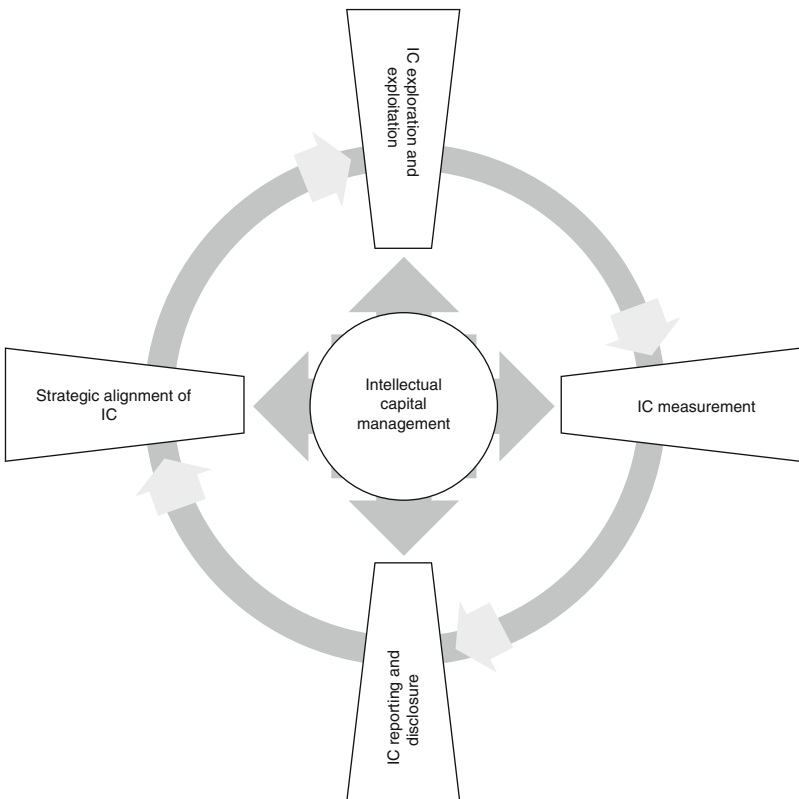 IC exploration and
exploitation
Strategic alignment of
IC
Intellectual
capital
management
IC measurement
IC reporting and
disclosure